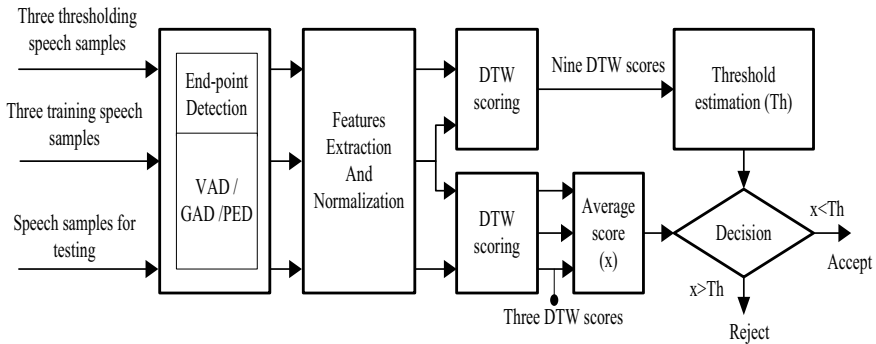 Three thresholding
speech samples
Three training speech
samples
Speech samples for
testing
End-point
Detection
VAD /
GAD /PED
Features
Extraction
And
Normalization
DTW
scoring
Nine DTW scores
Threshold
estimation (Th)
DTW
scoring
Average
score
(x)
Three DTW scores
Decision
x<Th
Accept
x>Th
Reject